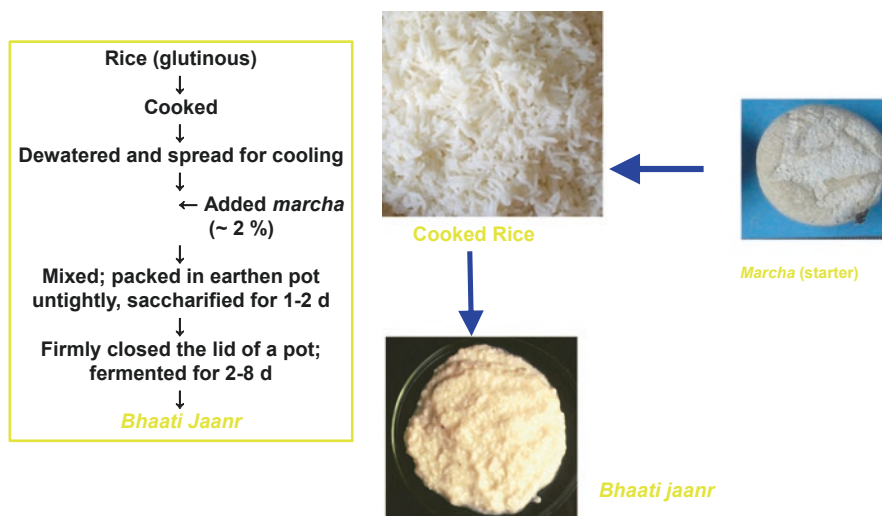 Rice (glutinous)
↓
Cooked
↓
Dewatered and spread for cooling
↓
← Added marcha
(~ 2 %)
↓
Mixed; packed in earthen pot
untightly, saccharified for 1-2 d
↓
Firmly closed the lid of a pot;
fermented for 2-8 d
↓
Bhaati Jaanr
Cooked Rice
Marcha (starter)
Bhaati jaanr